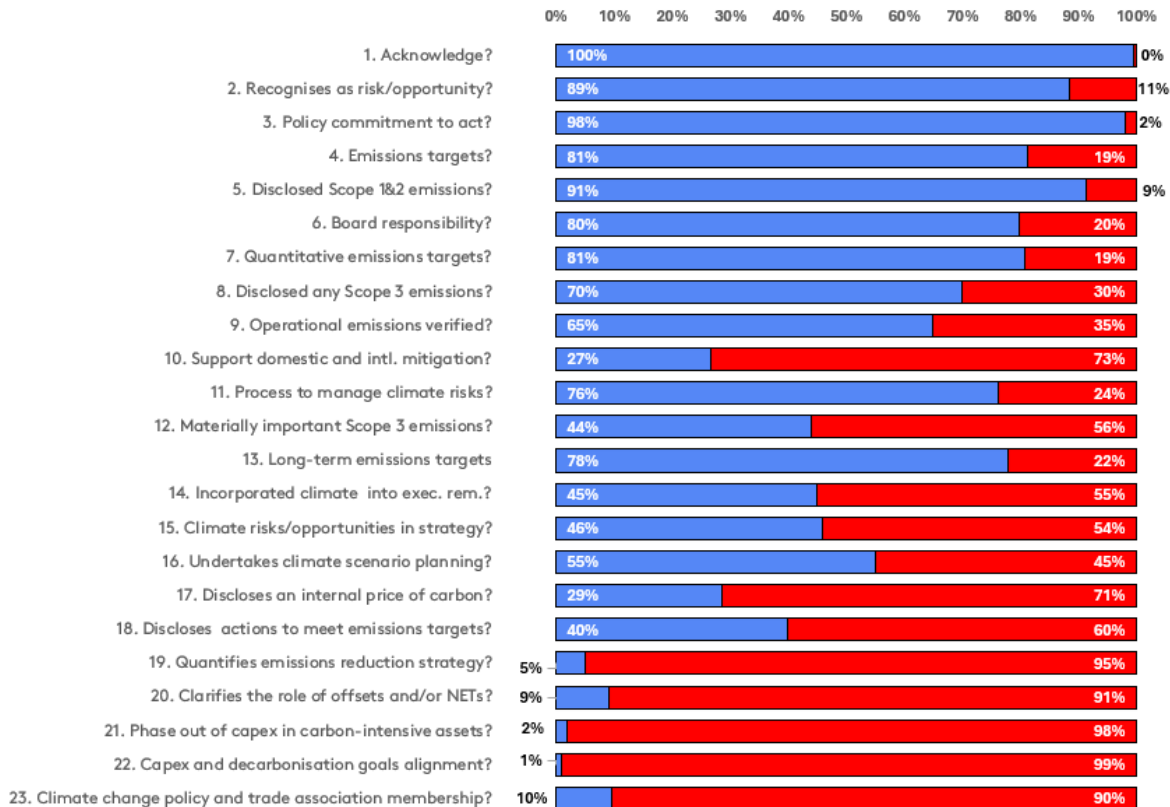 0% 10% 20% 30% 40% 50% 60% 70% 80% 90% 100%
1. Acknowledge? 100% 0%
2. Recognises as risk/opportunity? 89% 11%
3. Policy commitment to act? 98% 2%
4. Emissions targets? 81% 19%
5. Disclosed Scope 1&2 emissions? 91% 9%
6. Board responsibility? 80% 20%
7. Quantitative emissions targets? 81% 19%
8. Disclosed any Scope 3 emissions? 70% 30%
9. Operational emissions verified? 65% 35%
10. Support domestic and intl. mitigation? 27% 73%
11. Process to manage climate risks? 76% 24%
12. Materially important Scope 3 emissions? 44% 56%
13. Long-term emissions targets 78% 22%
14. Incorporated climate into exec. rem.? 45% 55%
15. Climate risks/opportunities in strategy? 46% 54%
16. Undertakes climate scenario planning? 55% 45%
17. Discloses an internal price of carbon? 29% 71%
18. Discloses actions to meet emissions targets? 40% 60%
19. Quantifies emissions reduction strategy? 5% 95%
20. Clarifies the role of offsets and/or NETs? 9% 91%
21. Phase out of capex in carbon-intensive assets? 2% 98%
22. Capex and decarbonisation goals alignment? 1% 99%
23. Climate change policy and trade association membership? 10% 90%